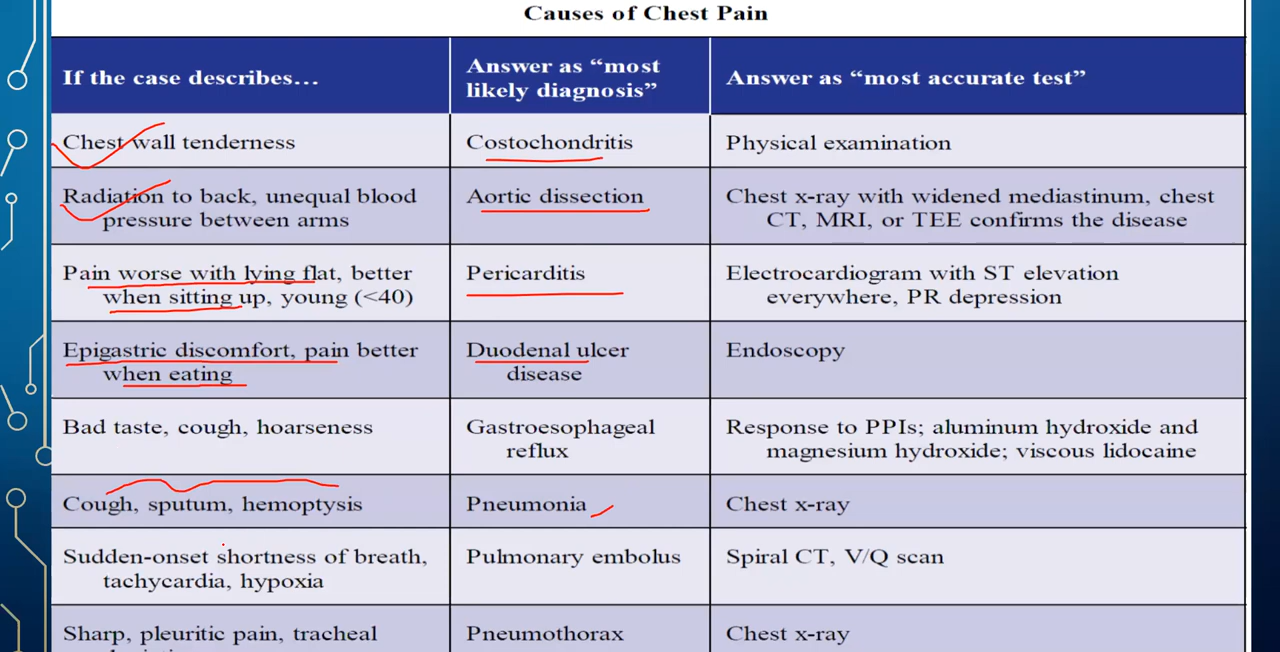 Causes of Chest Pain
If the case describes…
Answer as “most
likely diagnosis”
Answer as “most accurate test”
Chest wall tenderness
Costochondritis
Physical examination
Radiation to back, unequal blood
pressure between arms
Aortic dissection
Chest x-ray with widened mediastinum, chest
CT, MRI, or TEE confirms the disease
Pain worse with lying flat, better
when sitting up, young (<40)
Pericarditis
Electrocardiogram with ST elevation
everywhere, PR depression
Epigastric discomfort, pain better
when eating
Duodenal ulcer
disease
Endoscopy
Bad taste, cough, hoarseness
Gastroesophageal
reflux
Response to PPIs; aluminum hydroxide and
magnesium hydroxide; viscous lidocaine
Cough, sputum, hemoptysis
Pneumonia
Chest x-ray
Sudden-onset shortness of breath,
tachycardia, hypoxia
Pulmonary embolus
Spiral CT, V/Q scan
Sharp, pleuritic pain, tracheal
Pneumothorax
Chest x-ray